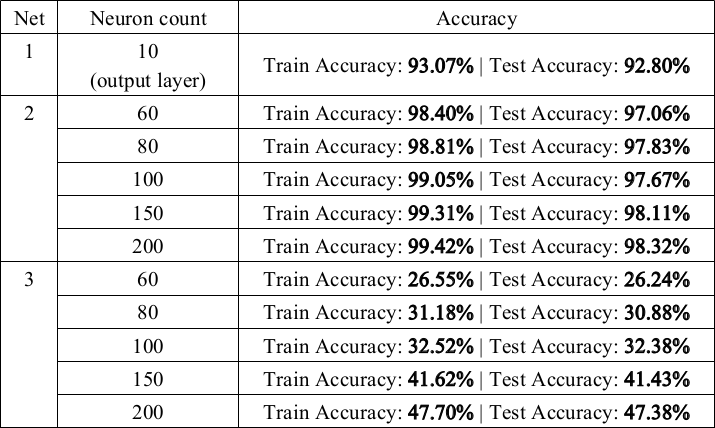 Net Neuron count Accuracy
1 10
(output layer) Train Accuracy: 93.07% | Test Accuracy: 92.80%
2 60 Train Accuracy: 98.40% | Test Accuracy: 97.06%
80 Train Accuracy: 98.81% | Test Accuracy: 97.83%
100 Train Accuracy: 99.05% | Test Accuracy: 97.67%
150 Train Accuracy: 99.31% | Test Accuracy: 98.11%
200 Train Accuracy: 99.42% | Test Accuracy: 98.32%
3 60 Train Accuracy: 26.55% | Test Accuracy: 26.24%
80 Train Accuracy: 31.18% | Test Accuracy: 30.88%
100 Train Accuracy: 32.52% | Test Accuracy: 32.38%
150 Train Accuracy: 41.62% | Test Accuracy: 41.43%
200 Train Accuracy: 47.70% | Test Accuracy: 47.38%